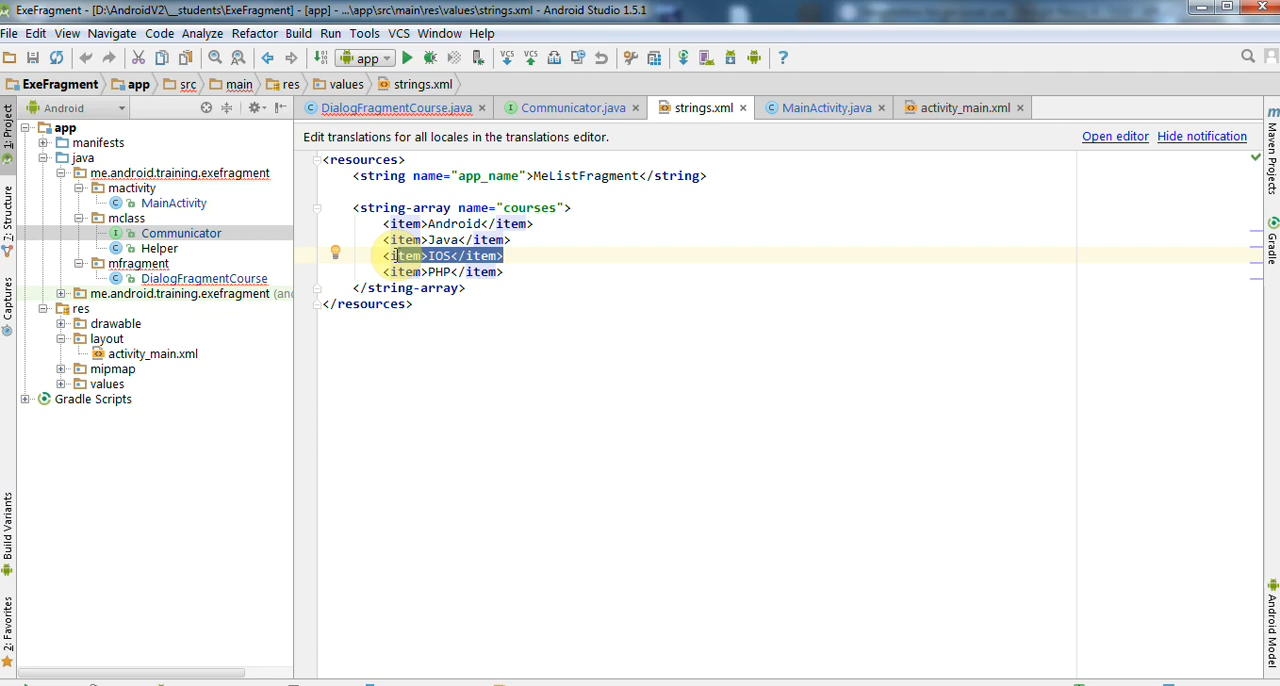 ExeFragment - [D:\AndroidV2\__students\ExeFragment] - [app] - ...\app\src\main\res\values\strings.xml - Android Studio 1.5.1
File Edit View Navigate Code Analyze Refactor Build Run Tools VCS Window Help
app VCS VCS ?
ExeFragment app src main res values strings.xml
Android
DialogFragmentCourse.java Communicator.java strings.xml MainActivity.java activity_main.xml
Edit translations for all locales in the translations editor. Open editor Hide notification
app
manifests
java
me.android.training.exefragment
mactivity
MainActivity
mclass
Communicator
Helper
mfragment
DialogFragmentCourse
me.android.training.exefragment (an
res
drawable
layout
activity_main.xml
mipmap
values
Gradle Scripts
<resources>
<string name="app_name">MeListFragment</string>
<string-array name="courses">
<item>Android</item>
<item>Java</item>
<item>IOS</item>
<item>PHP</item>
</string-array>
</resources>
1: Project
7: Structure
Captures
Build Variants
2: Favorites
Maven Projects
Gradle
Android Model